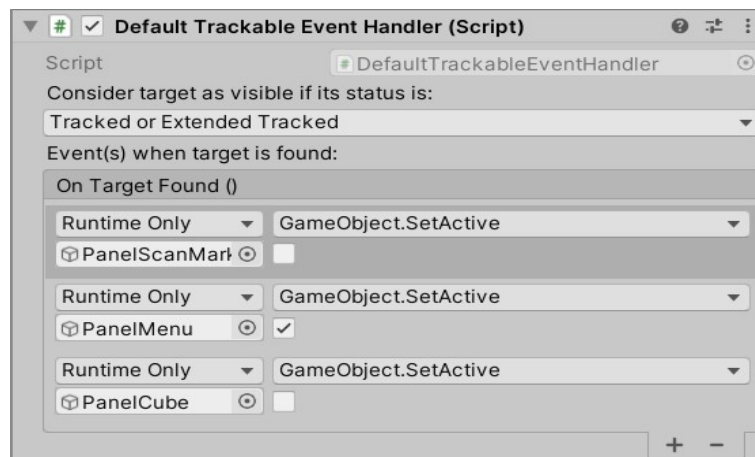 Default Trackable Event Handler (Script)
Script DefaultTrackableEventHandler
Consider target as visible if its status is:
Tracked or Extended Tracked
Event(s) when target is found:
On Target Found ()
Runtime Only GameObject.SetActive
PanelScanMark
Runtime Only GameObject.SetActive
PanelMenu
Runtime Only GameObject.SetActive
PanelCube